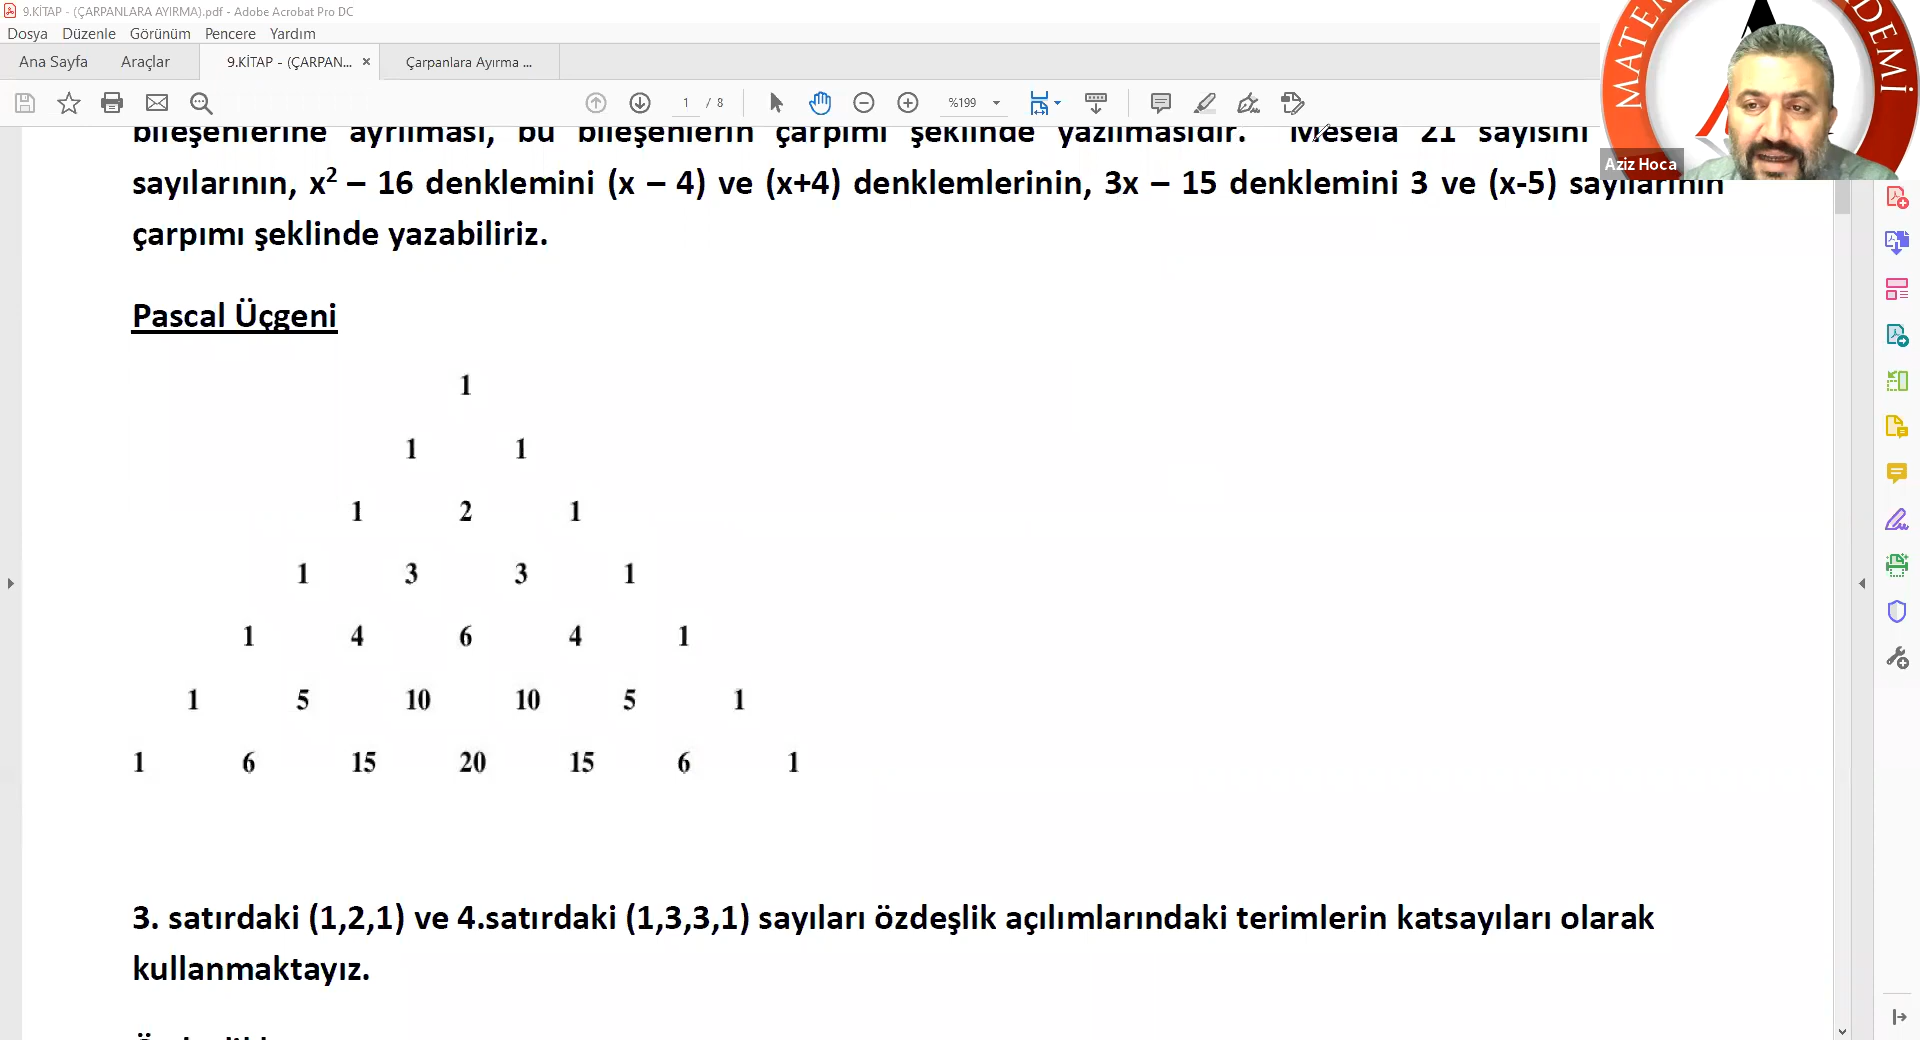 9.KİTAP - (ÇARPANLARA AYIRMA).pdf - Adobe Acrobat Pro DC
Dosya Düzenle Görünüm Pencere Yardım
Ana Sayfa Araçlar 9.KİTAP - (ÇARPAN... × Çarpanlara Ayırma ...
1 / 8 %199
MATEM DEMİ
Aziz Hoca
bileşenlerine ayrılması, bu bileşenlerin çarpımı şeklinde yazılmasıdır. Mesela 21 sayısını
sayılarının, x² – 16 denklemini (x – 4) ve (x+4) denklemlerinin, 3x – 15 denklemini 3 ve (x-5) sayılarının
çarpımı şeklinde yazabiliriz.
Pascal Üçgeni
1
1 1
1 2 1
1 3 3 1
1 4 6 4 1
1 5 10 10 5 1
1 6 15 20 15 6 1
3. satırdaki (1,2,1) ve 4.satırdaki (1,3,3,1) sayıları özdeşlik açılımlarındaki terimlerin katsayıları olarak
kullanmaktayız.